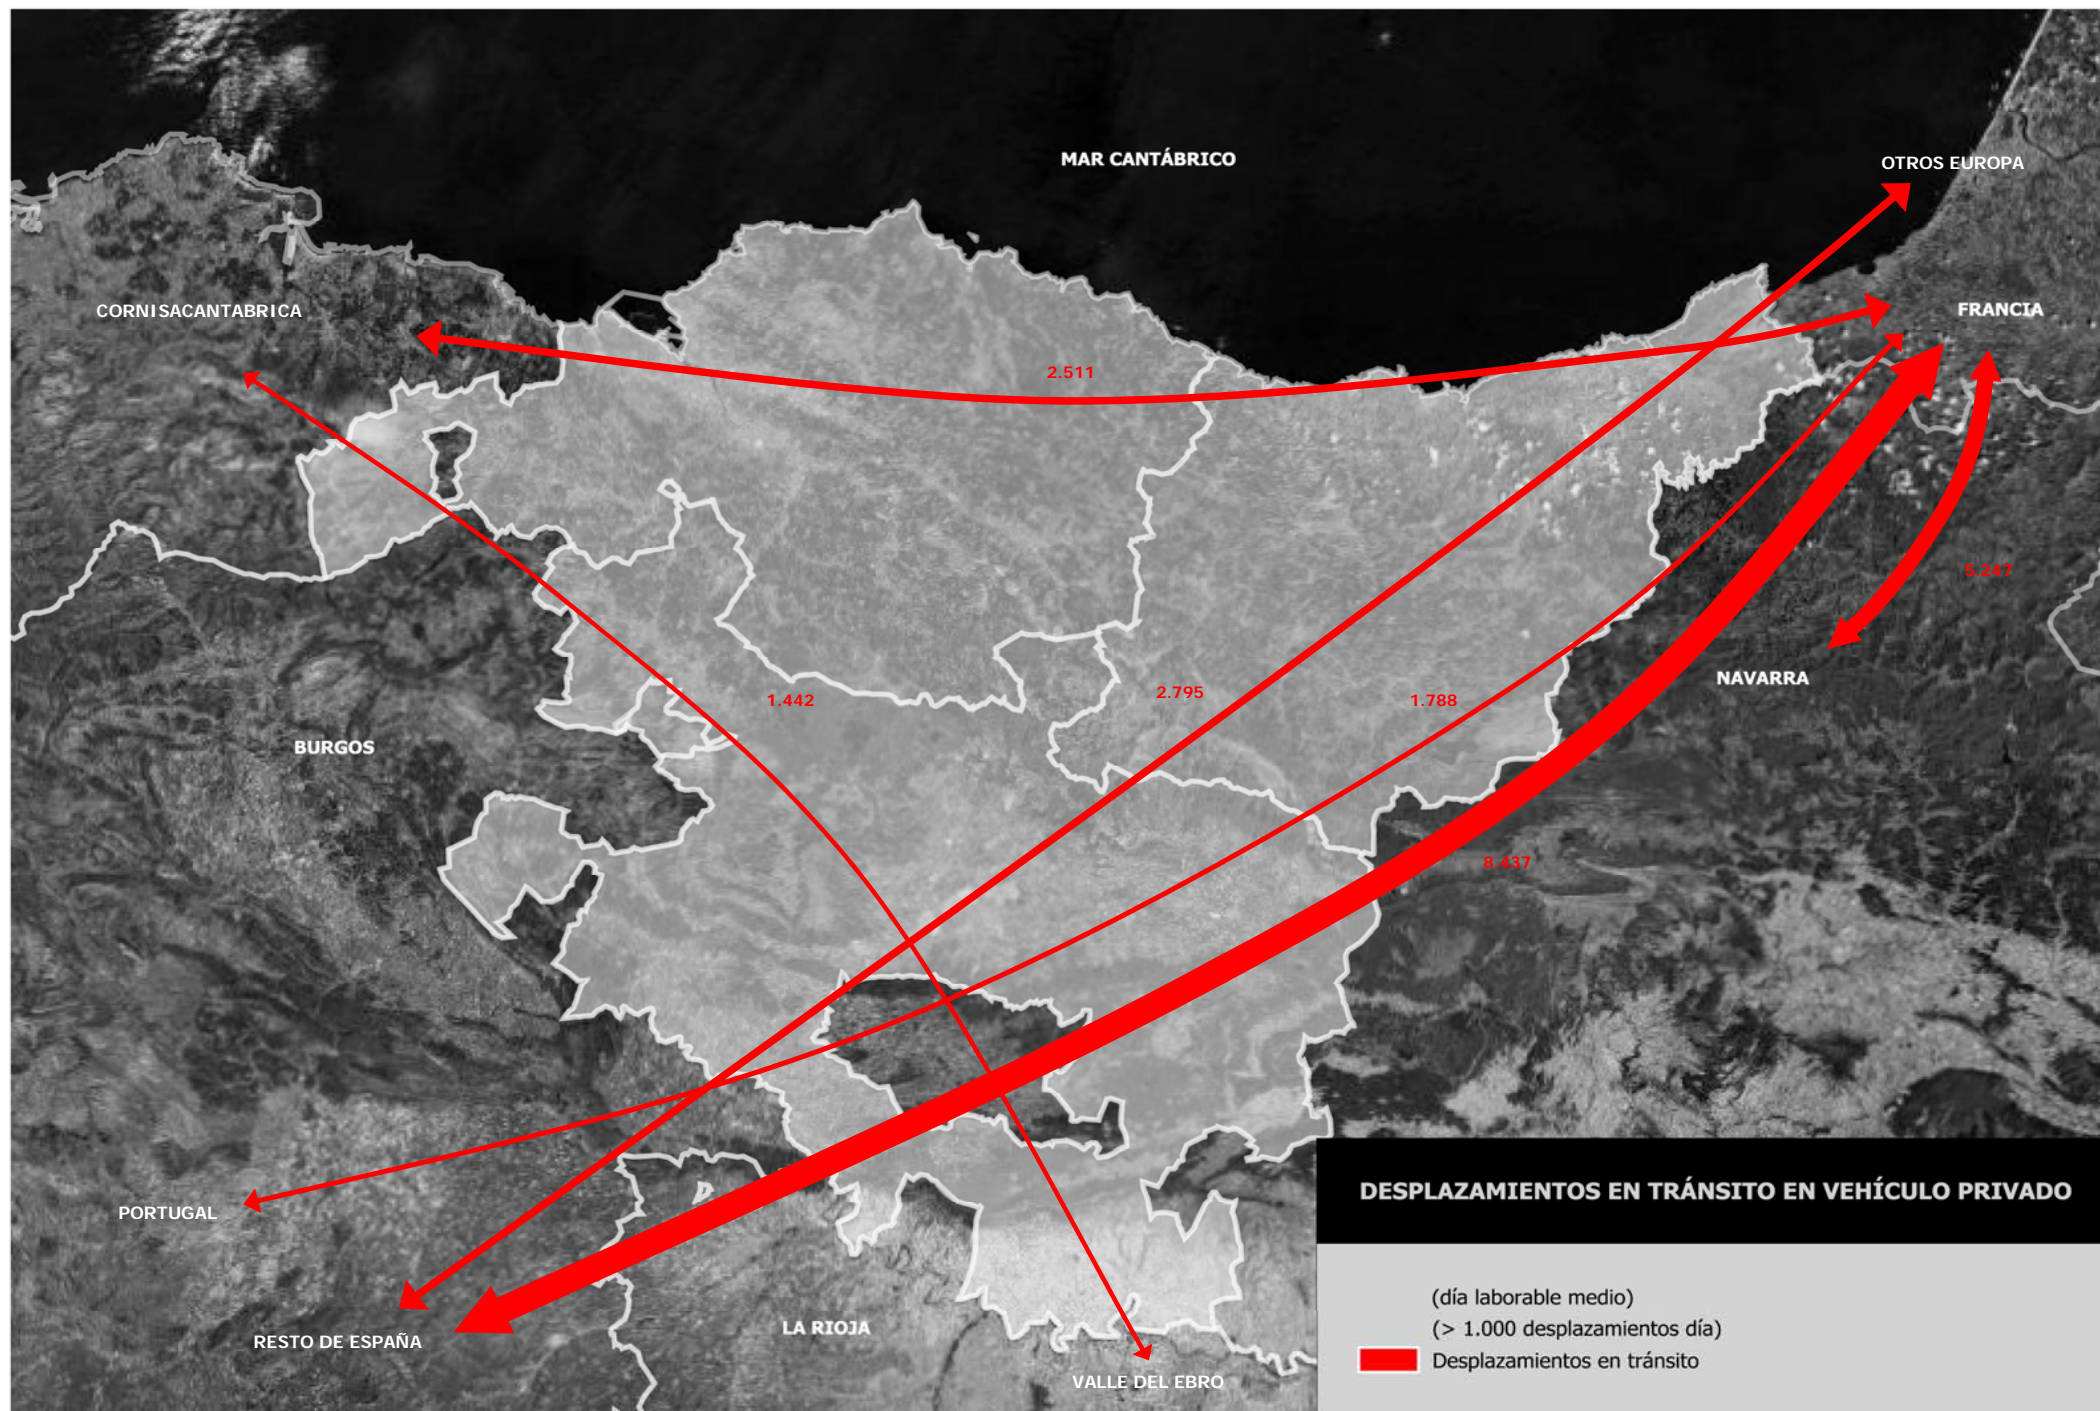 MAR CANTÁBRICO
OTROS EUROPA
CORNISACANTABRICA
FRANCIA
2.511
5.247
NAVARRA
1.442
2.795
1.788
BURGOS
8.437
PORTUGAL
RESTO DE ESPAÑA
LA RIOJA
VALLE DEL EBRO
DESPLAZAMIENTOS EN TRÁNSITO EN VEHÍCULO PRIVADO
(día laborable medio)
(> 1.000 desplazamientos día)
Desplazamientos en tránsito